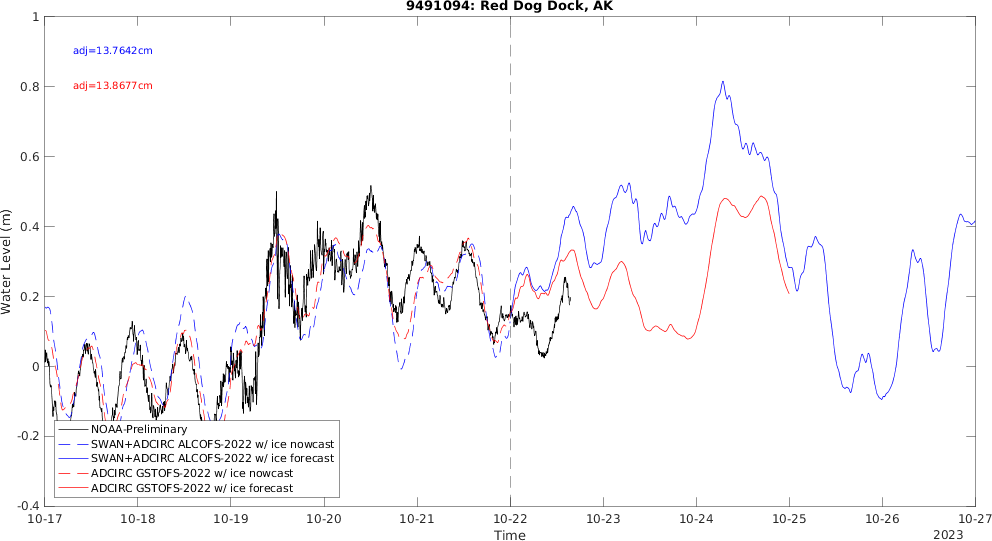 9491094: Red Dog Dock, AK
adj=13.7642cm
adj=13.8677cm
Water Level (m)
1
0.8
0.6
0.4
0.2
0
-0.2
-0.4
NOAA-Preliminary
SWAN+ADCIRC ALCOFS-2022 w/ ice nowcast
SWAN+ADCIRC ALCOFS-2022 w/ ice forecast
ADCIRC GSTOFS-2022 w/ ice nowcast
ADCIRC GSTOFS-2022 w/ ice forecast
10-17 10-18 10-19 10-20 10-21 10-22 10-23 10-24 10-25 10-26 10-27
Time
2023